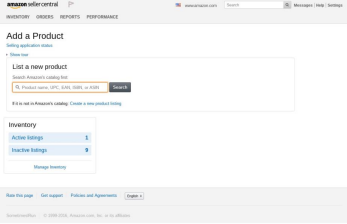 amazon seller central
www.amazon.com
Search
Messages | Help | Settings
INVENTORY ORDERS REPORTS PERFORMANCE
Add a Product
Selling application status
Show tour
List a new product
Search Amazon's catalog first
Product name, UPC, EAN, ISBN, or ASIN
Search
If it is not in Amazon's catalog: Create a new product listing
Inventory
Active listings 1
Inactive listings 9
Manage Inventory
Rate this page Get support Policies and Agreements English
© 1999-2016, Amazon.com, Inc. or its affiliates